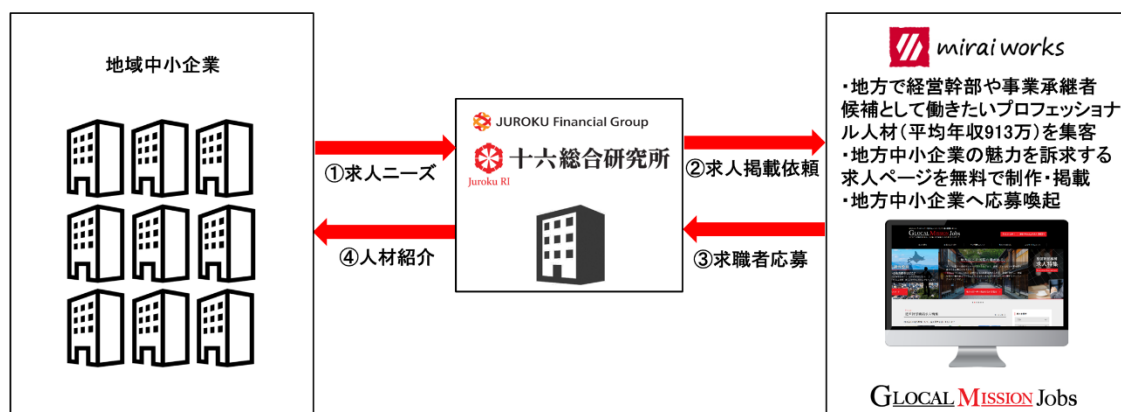 地域中小企業
①求人ニーズ
④人材紹介
JUROKU Financial Group
十六総合研究所
Juroku RI
②求人掲載依頼
③求職者応募
mirai works
・地方で経営幹部や事業承継者
候補として働きたいプロフェッショナ
ル人材(平均年収913万)を集客
・地方中小企業の魅力を訴求する
求人ページを無料で制作・掲載
・地方中小企業へ応募喚起
GLOCAL MISSION JOBS
GLOCAL MISSION Jobs